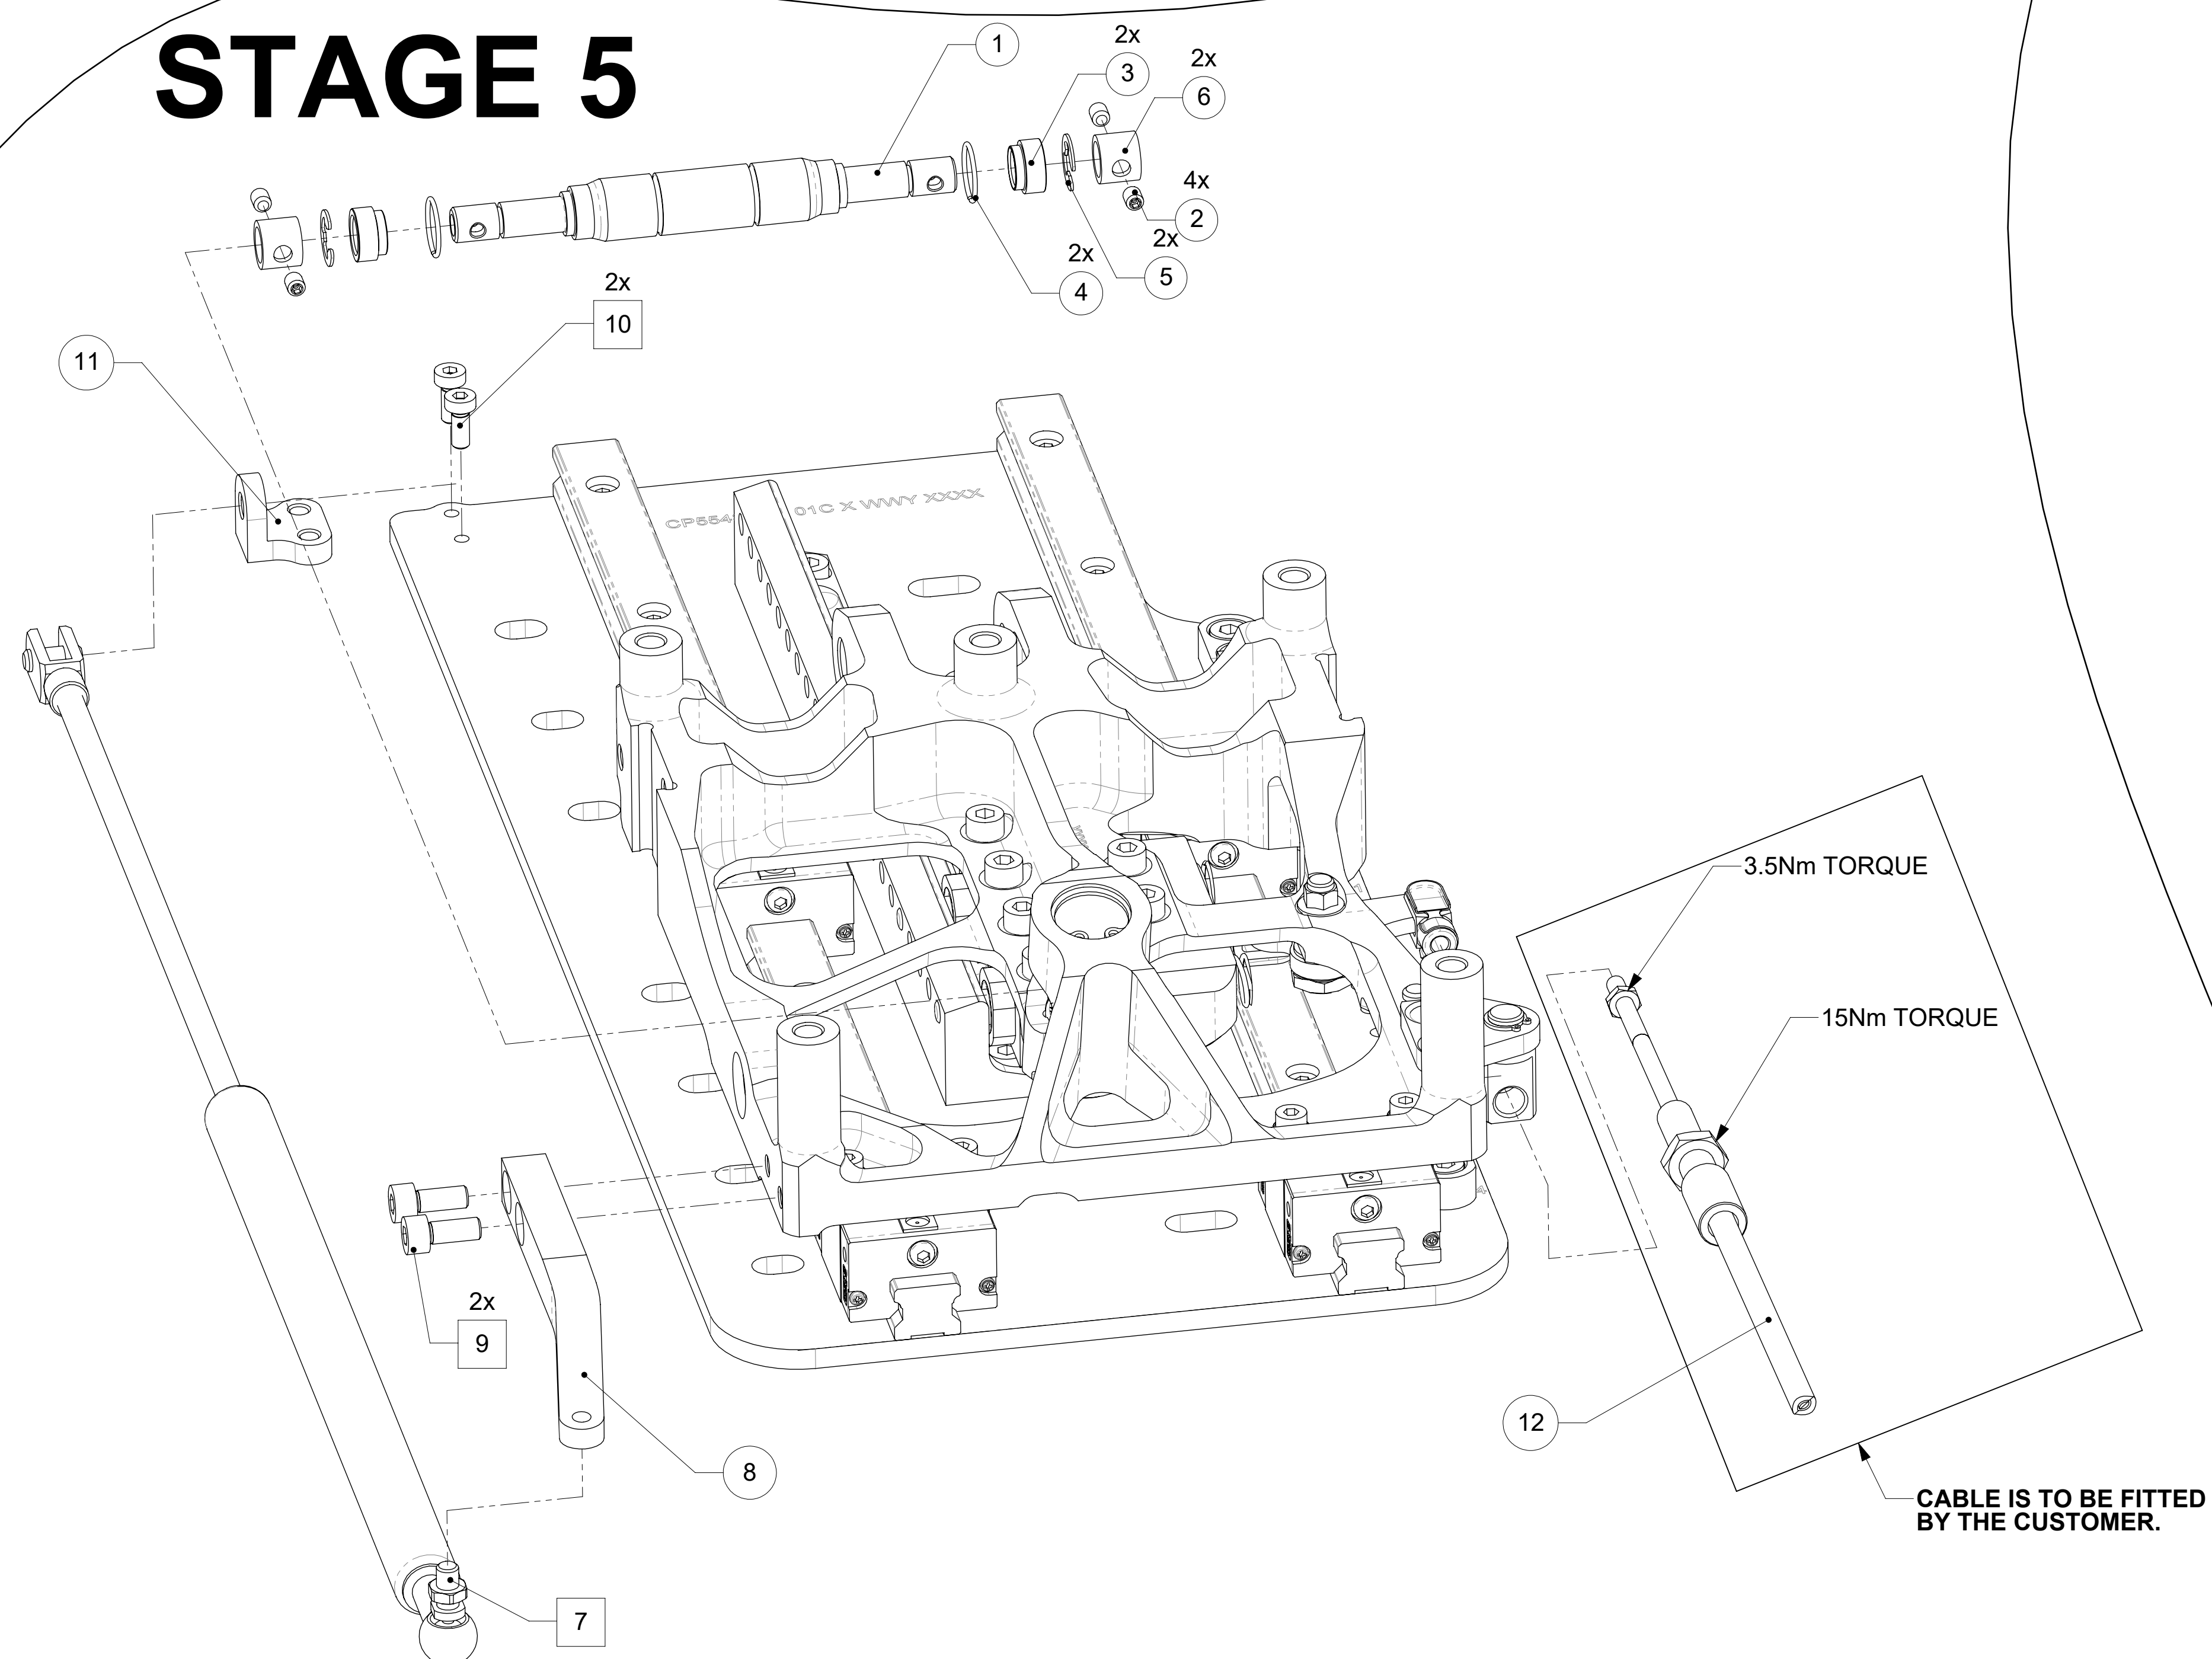 STAGE 5
1
2x
3
2x
6
4x
2
2x
5
2x
4
2x
10
11
CP554
01C X WWY XXXX
3.5Nm TORQUE
15Nm TORQUE
2x
9
8
12
7
CABLE IS TO BE FITTED
BY THE CUSTOMER.